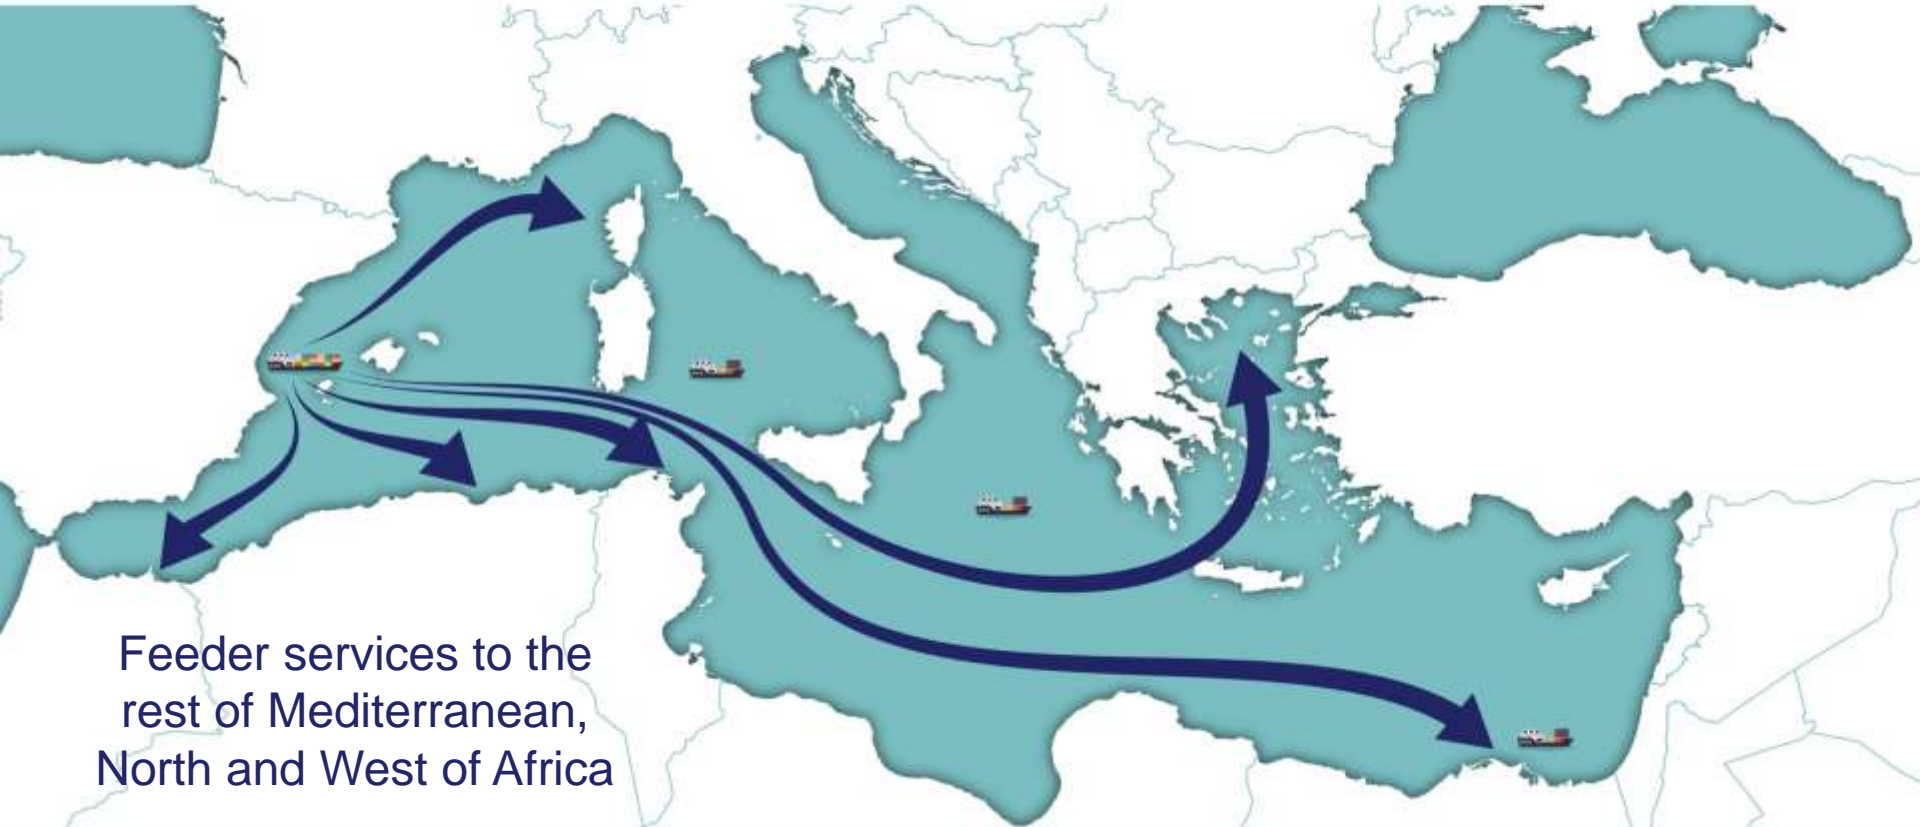 Feeder services to the
rest of Mediterranean,
North and West of Africa